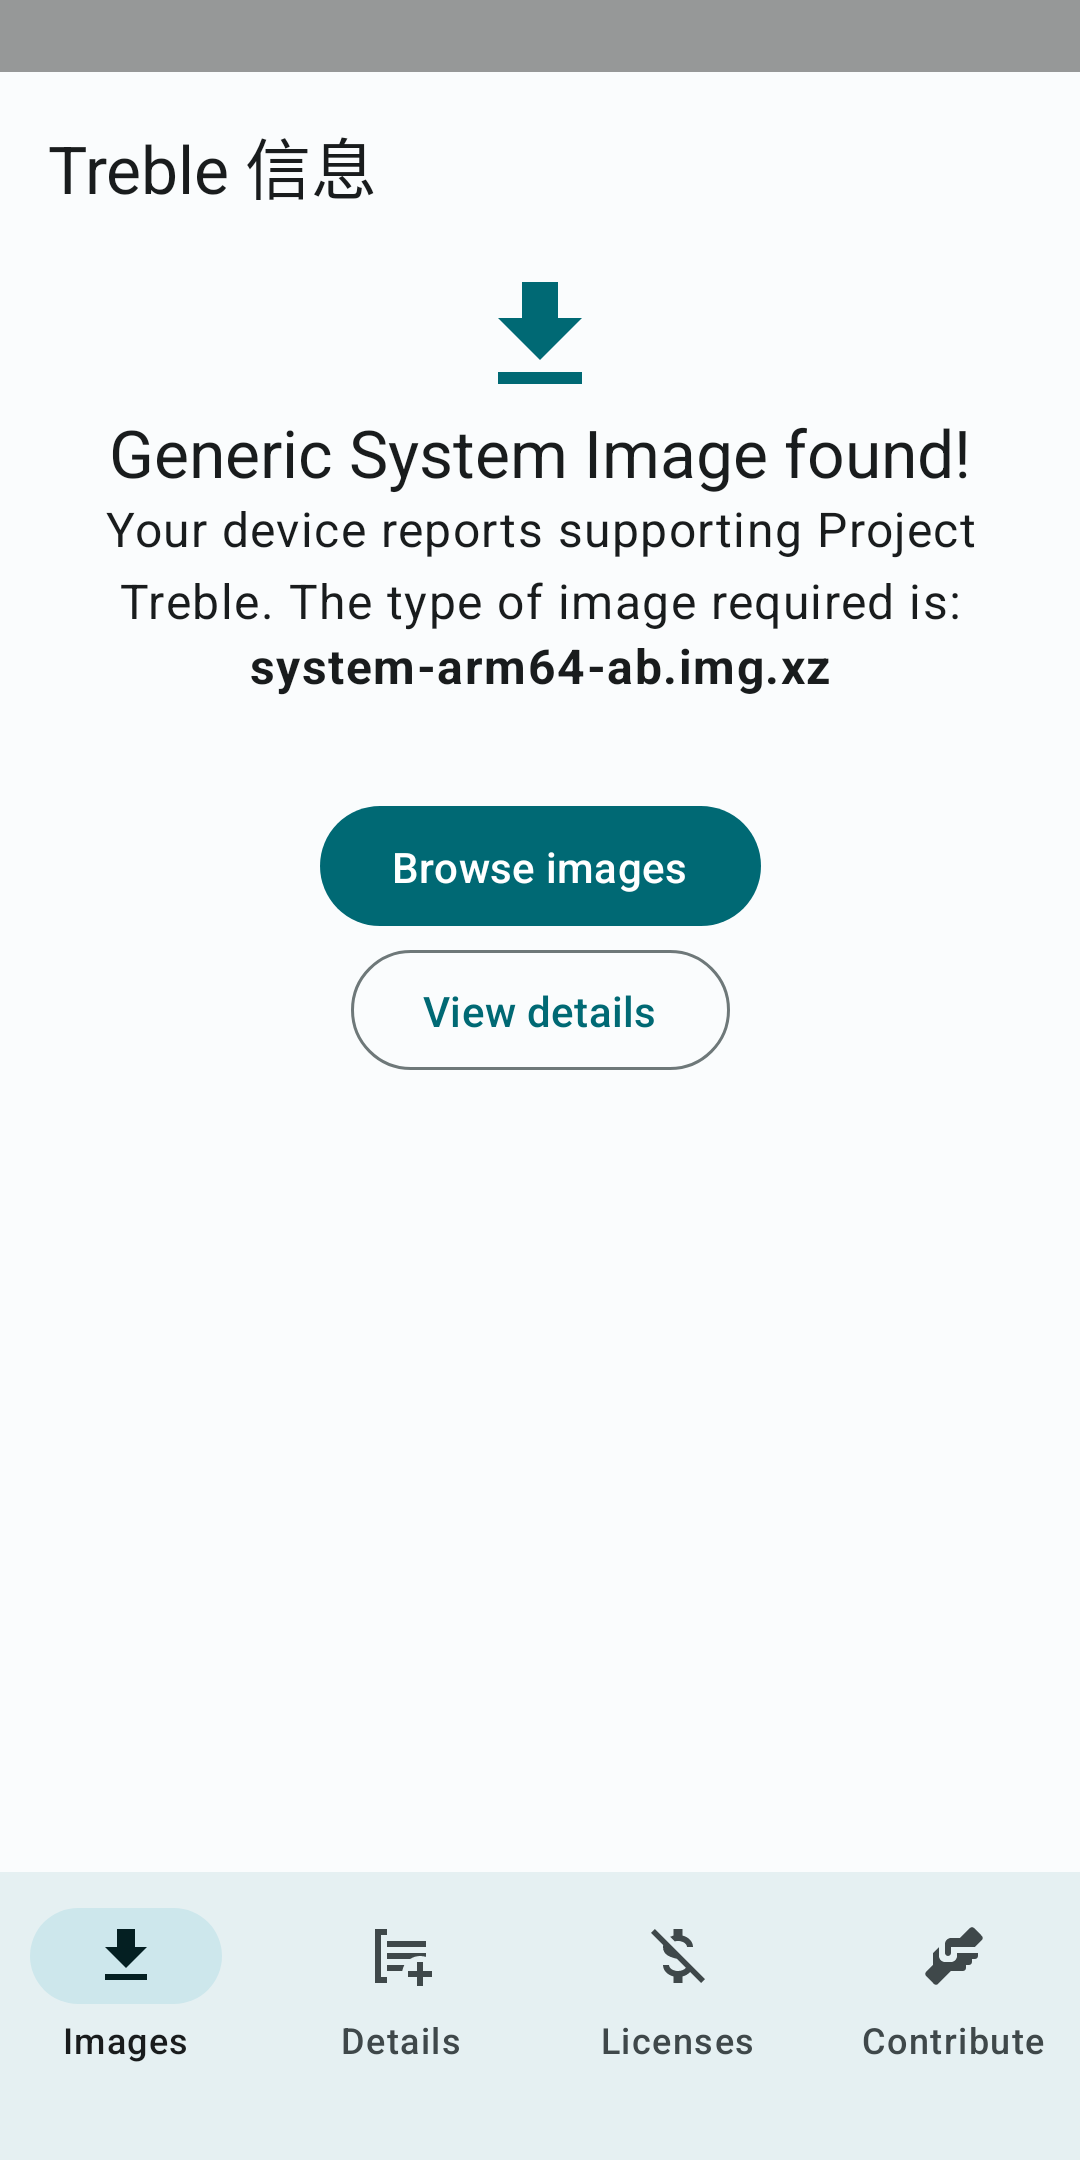 Treble 信息
Generic System Image found!
Your device reports supporting Project
Treble. The type of image required is:
system-arm64-ab.img.xz
Browse images
View details
Images
Details
Licenses
Contribute